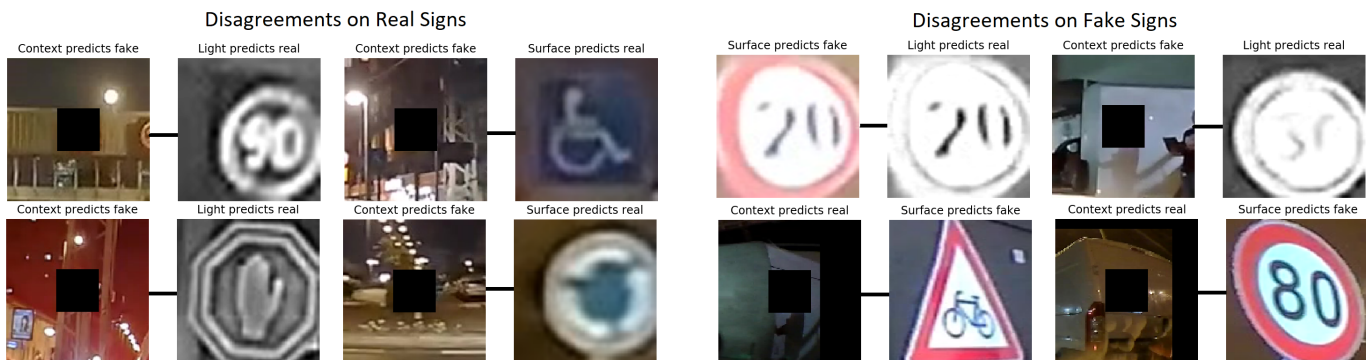 Disagreements on Real Signs
Context predicts fake
Light predicts real
Context predicts fake
Surface predicts real
90
Context predicts fake
Light predicts real
Context predicts fake
Surface predicts real
Disagreements on Fake Signs
Surface predicts fake
Light predicts real
Context predicts fake
Light predicts real
Context predicts real
Surface predicts fake
Context predicts real
Surface predicts fake
80